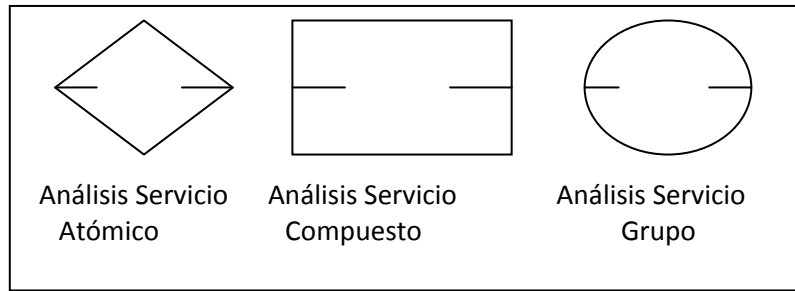 Análisis Servicio Atómico
Análisis Servicio Compuesto
Análisis Servicio Grupo